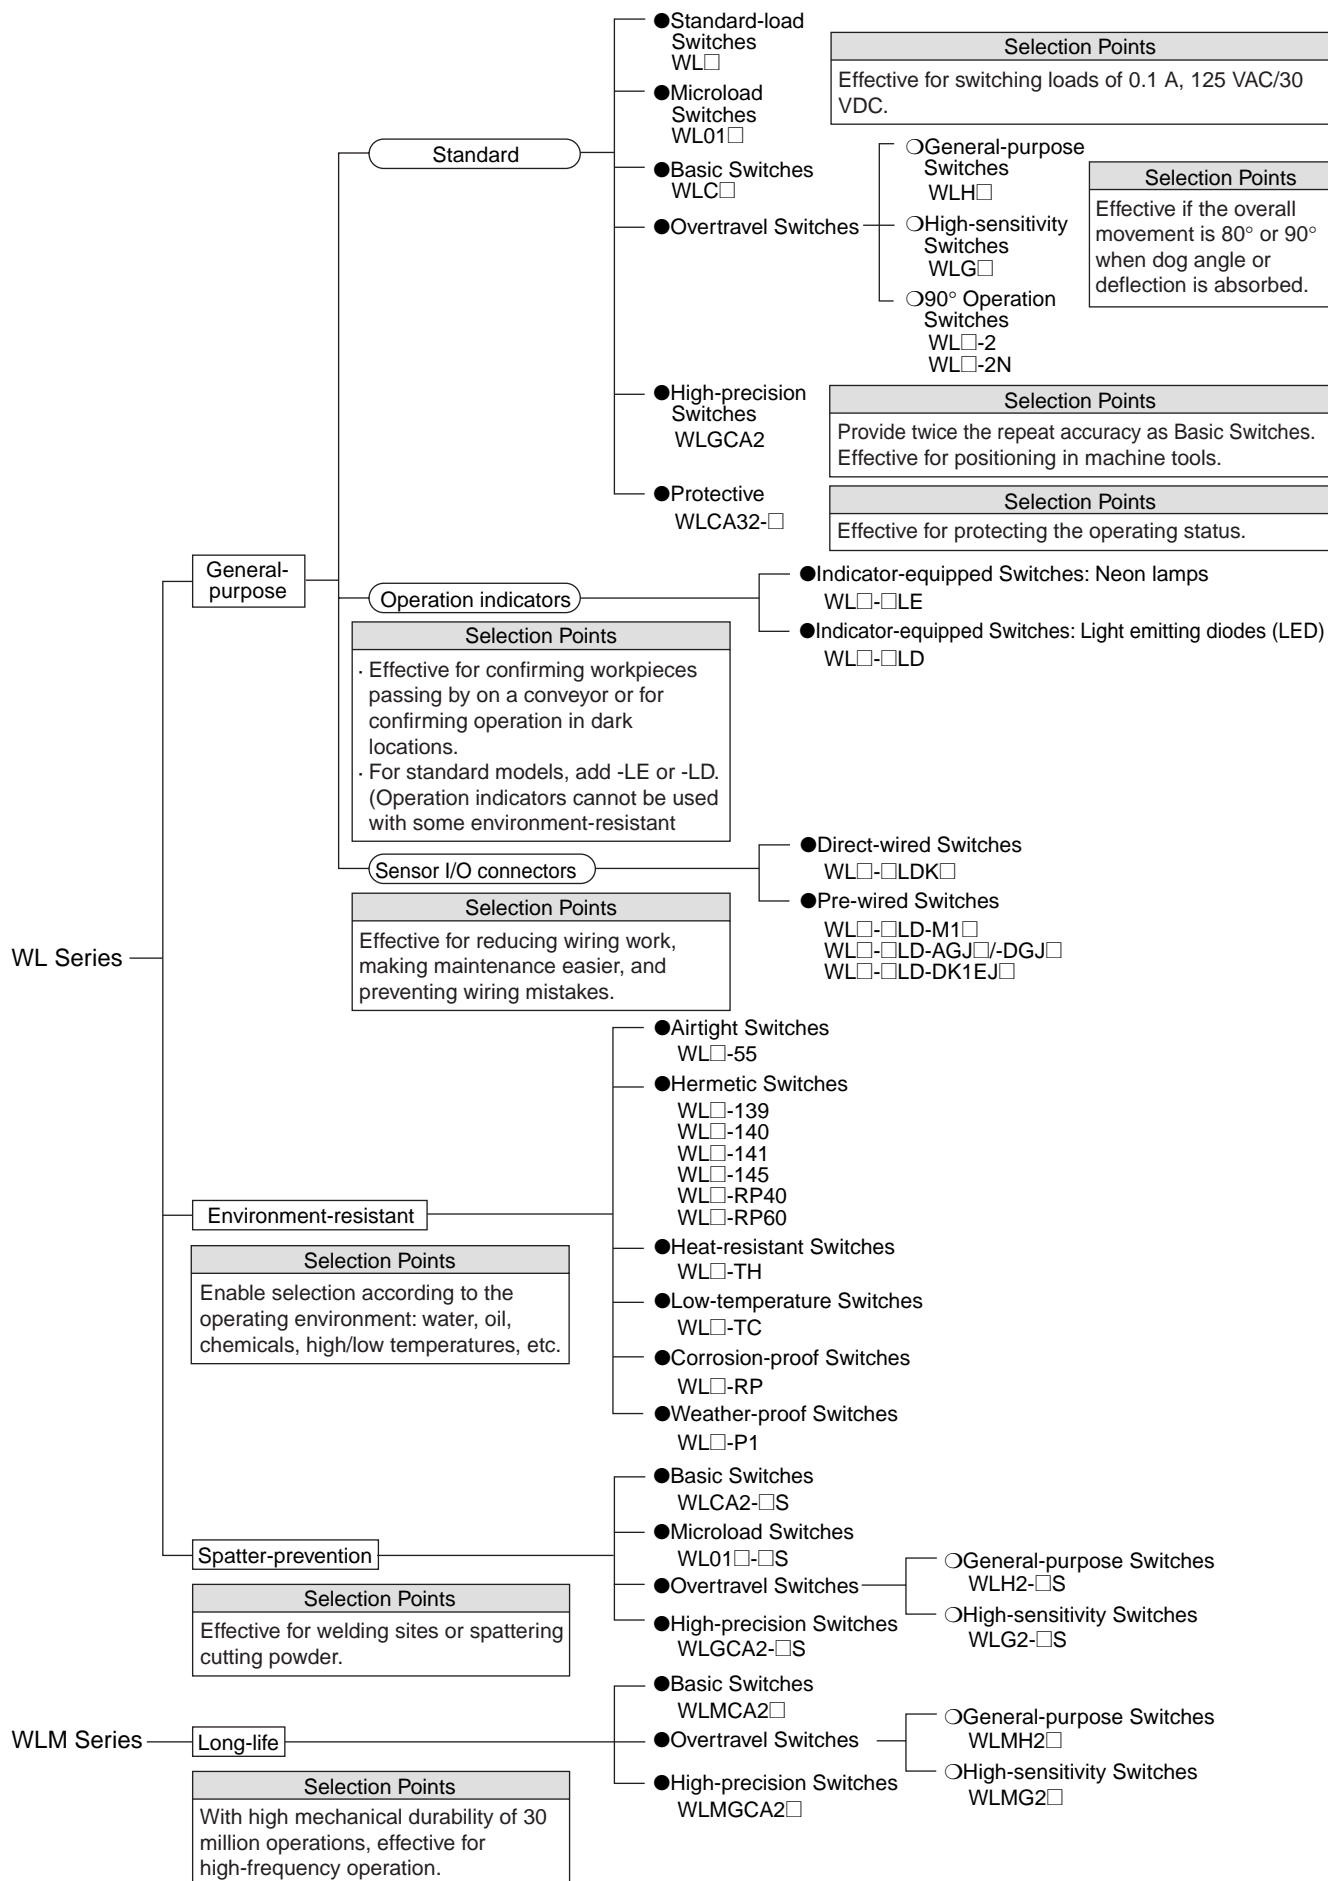 WL Series
General-
purpose
Standard
●Standard-load
Switches
WL□
●Microload
Switches
WL01□
Selection Points
Effective for switching loads of 0.1 A, 125 VAC/30
VDC.
●Basic Switches
WLC□
●Overtravel Switches
❍General-purpose
Switches
WLH□
❍High-sensitivity
Switches
WLG□
❍90° Operation
Switches
WL□-2
WL□-2N
Selection Points
Effective if the overall
movement is 80° or 90°
when dog angle or
deflection is absorbed.
●High-precision
Switches
WLGCA2
Selection Points
Provide twice the repeat accuracy as Basic Switches.
Effective for positioning in machine tools.
●Protective
WLCA32-□
Selection Points
Effective for protecting the operating status.
Operation indicators
●Indicator-equipped Switches: Neon lamps
WL□-□LE
●Indicator-equipped Switches: Light emitting diodes (LED)
WL□-□LD
Selection Points
· Effective for confirming workpieces
passing by on a conveyor or for
confirming operation in dark
locations.
· For standard models, add -LE or -LD.
(Operation indicators cannot be used
with some environment-resistant
Sensor I/O connectors
●Direct-wired Switches
WL□-□LDK□
●Pre-wired Switches
WL□-□LD-M1□
WL□-□LD-AGJ□/-DGJ□
WL□-□LD-DK1EJ□
Selection Points
Effective for reducing wiring work,
making maintenance easier, and
preventing wiring mistakes.
Environment-resistant
Selection Points
Enable selection according to the
operating environment: water, oil,
chemicals, high/low temperatures, etc.
●Airtight Switches
WL□-55
●Hermetic Switches
WL□-139
WL□-140
WL□-141
WL□-145
WL□-RP40
WL□-RP60
●Heat-resistant Switches
WL□-TH
●Low-temperature Switches
WL□-TC
●Corrosion-proof Switches
WL□-RP
●Weather-proof Switches
WL□-P1
Spatter-prevention
Selection Points
Effective for welding sites or spattering
cutting powder.
●Basic Switches
WLCA2-□S
●Microload Switches
WL01□-□S
●Overtravel Switches
❍General-purpose Switches
WLH2-□S
❍High-sensitivity Switches
WLG2-□S
●High-precision Switches
WLGCA2-□S
WLM Series
Long-life
Selection Points
With high mechanical durability of 30
million operations, effective for
high-frequency operation.
●Basic Switches
WLMCA2□
●Overtravel Switches
❍General-purpose Switches
WLMH2□
❍High-sensitivity Switches
WLMG2□
●High-precision Switches
WLMGCA2□